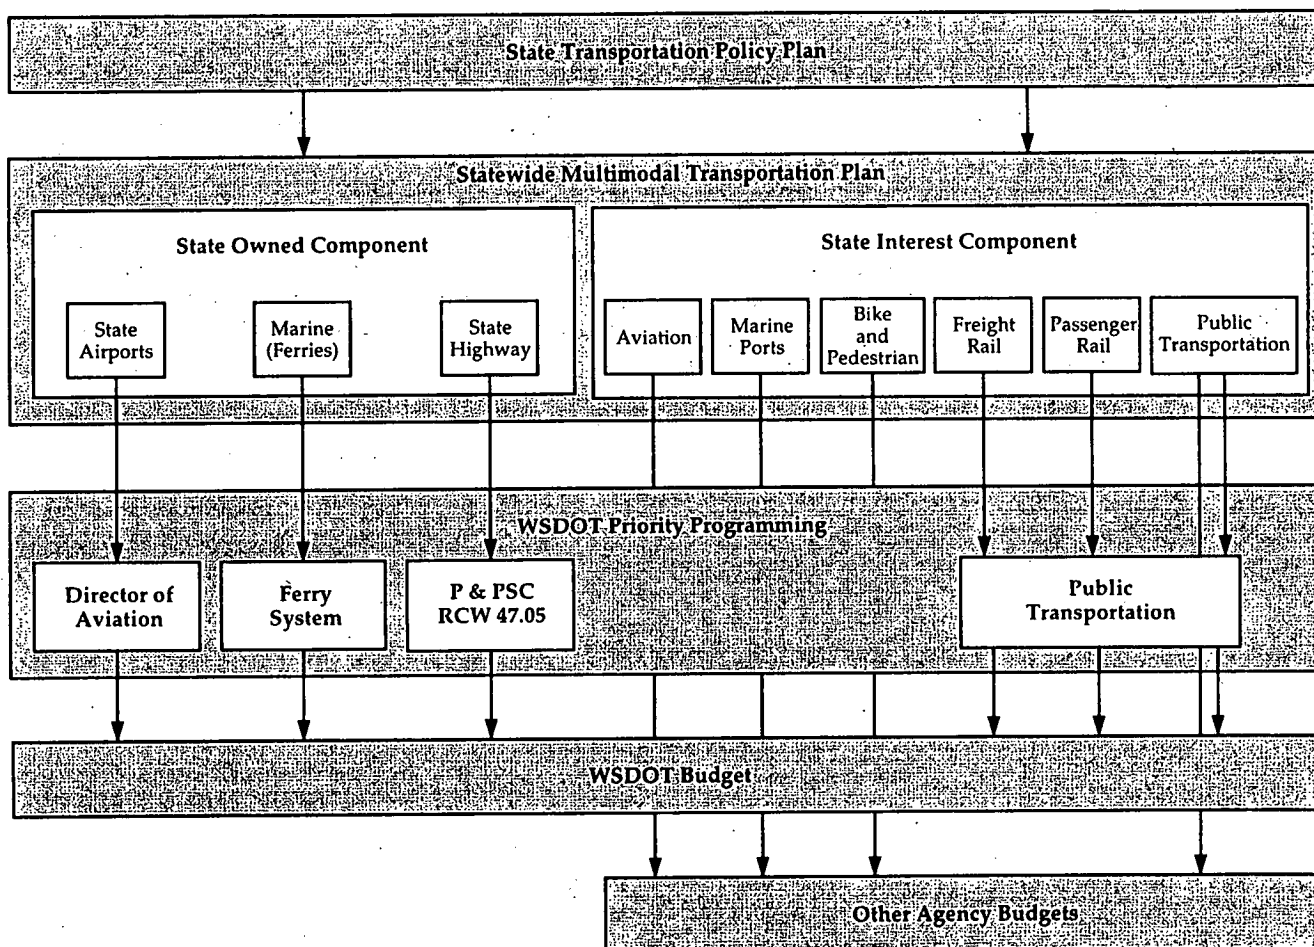 State Transportation Policy Plan
Statewide Multimodal Transportation Plan
State Owned Component
State Interest Component
State
Airports
Marine
(Ferries)
State
Highway
Aviation
Marine
Ports
Bike
and
Pedestrian
Freight
Rail
Passenger
Rail
Public
Transportation
WSDOT Priority Programming
Director of
Aviation
Ferry
System
P & PSC
RCW 47.05
Public
Transportation
WSDOT Budget
Other Agency Budgets